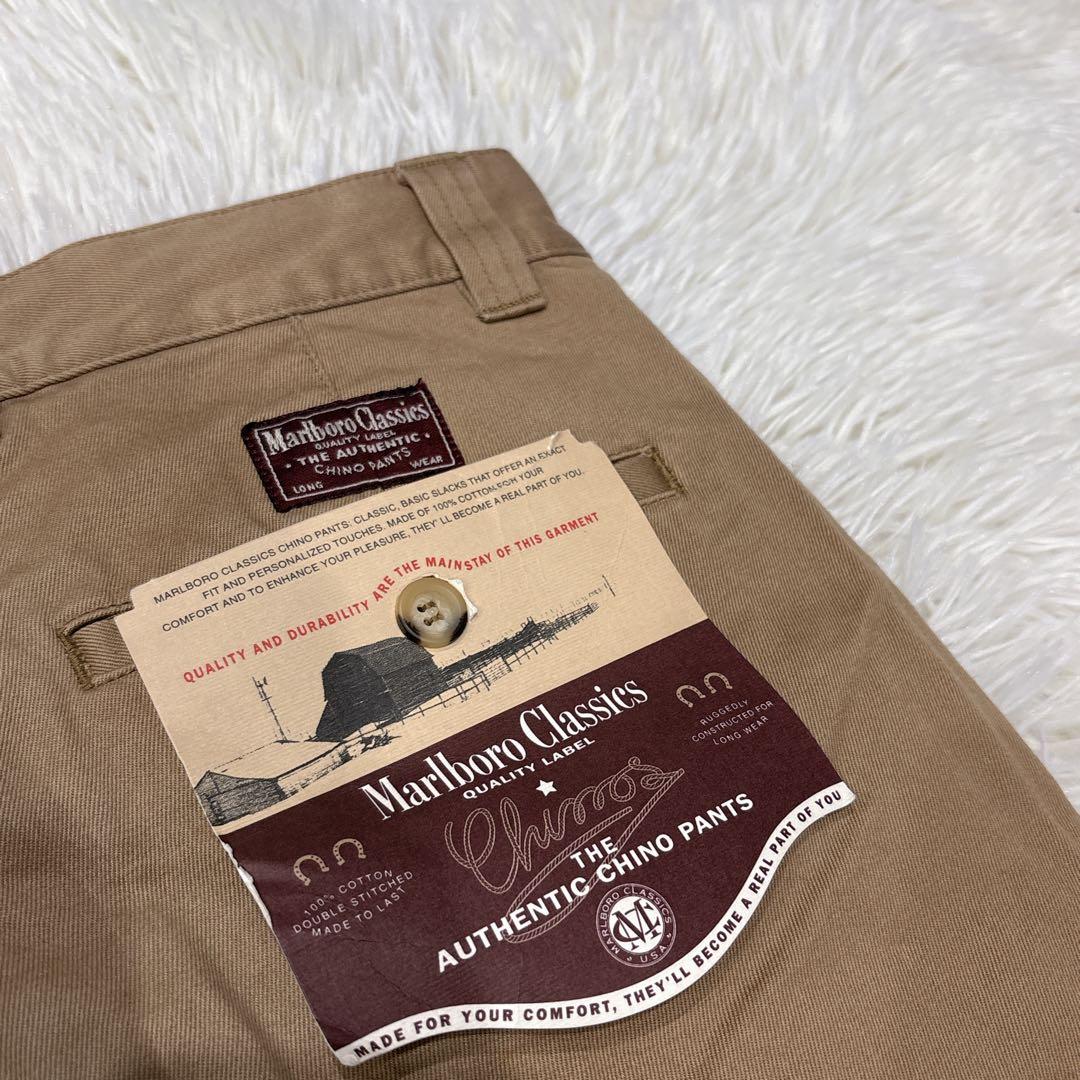 Marlboro Classics
QUALITY LABEL
• THE AUTHENTIC •
CHINO PANTS
LONG WEAR
MARLBORO CLASSICS CHINO PANTS: CLASSIC, BASIC SLACKS THAT OFFER AN EXACT
FIT AND PERSONALIZED TOUCHES. MADE OF 100% COTTON FOR YOUR
COMFORT AND TO ENHANCE YOUR PLEASURE, THEY'LL BECOME A REAL PART OF YOU.
QUALITY AND DURABILITY ARE THE MAINSTAY OF THIS GARMENT
Marlboro Classics
QUALITY LABEL
RUGGEDLY
CONSTRUCTED FOR
LONG WEAR
Chinos
THE
AUTHENTIC CHINO PANTS
100% COTTON
DOUBLE STITCHED
MADE TO LAST
MARLBORO CLASSICS
MC
• USA •
MADE FOR YOUR COMFORT, THEY'LL BECOME A REAL PART OF YOU